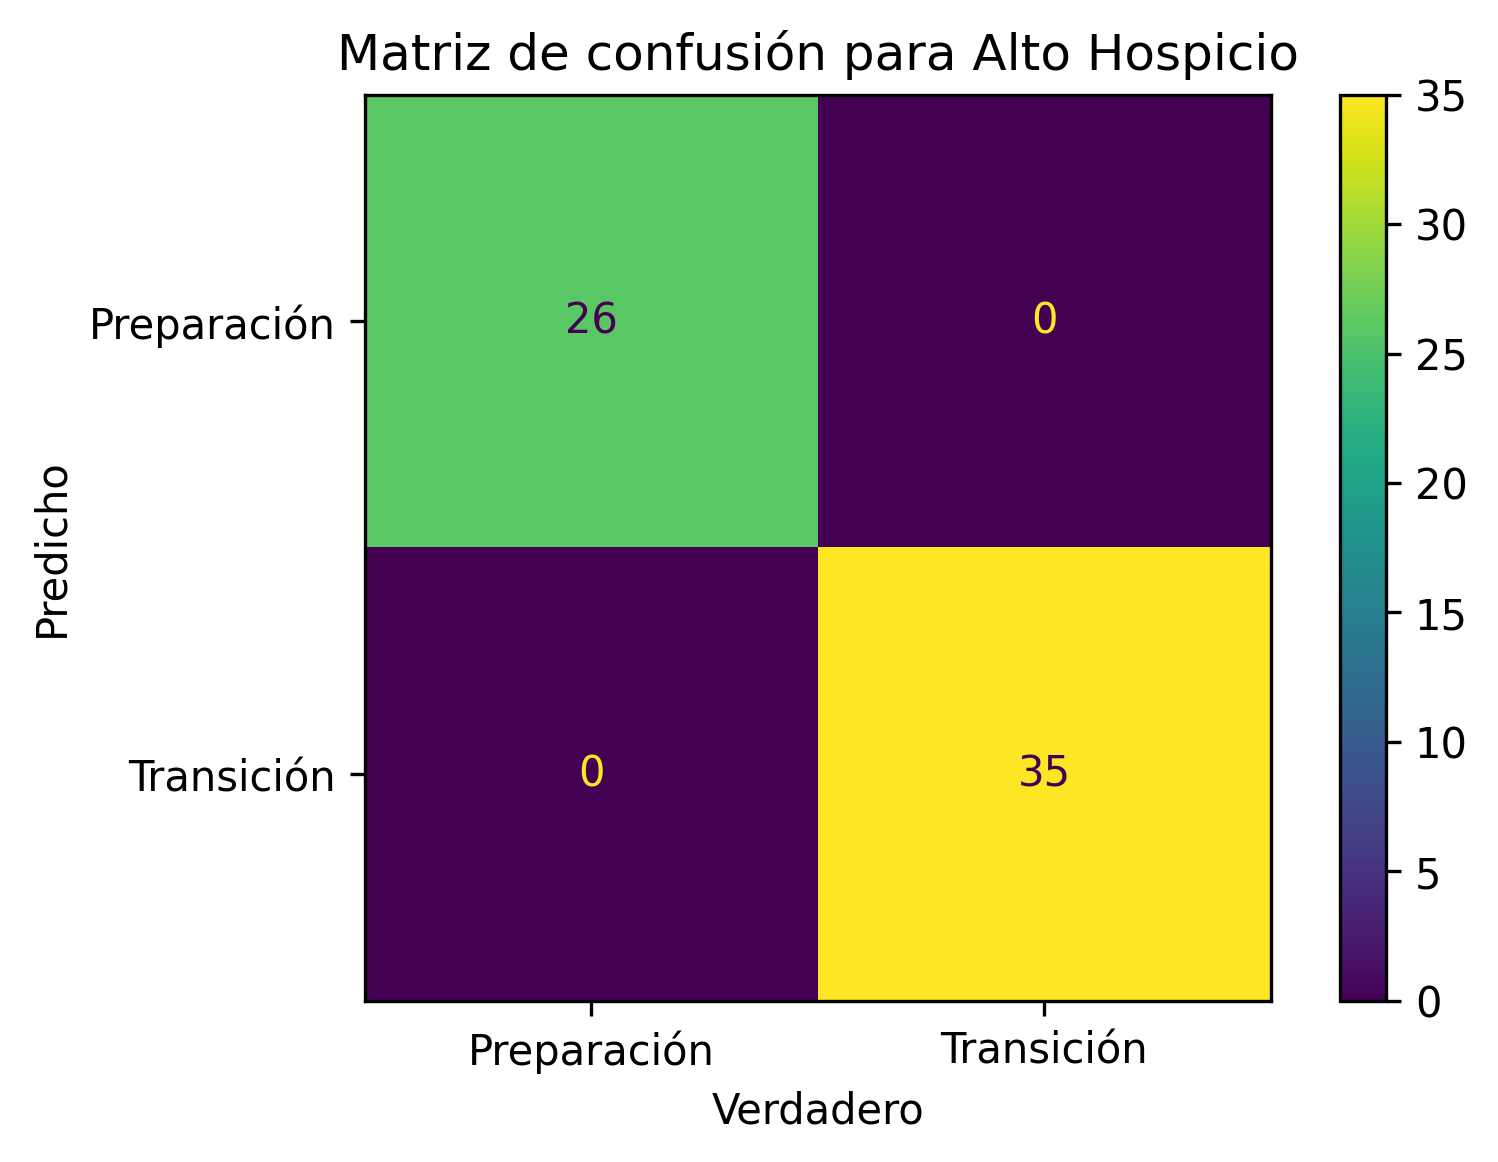 Matriz de confusión para Alto Hospicio
Predicho
Preparación
26
0
Transición
0
35
Preparación
Transición
Verdadero
35
30
25
20
15
10
5
0